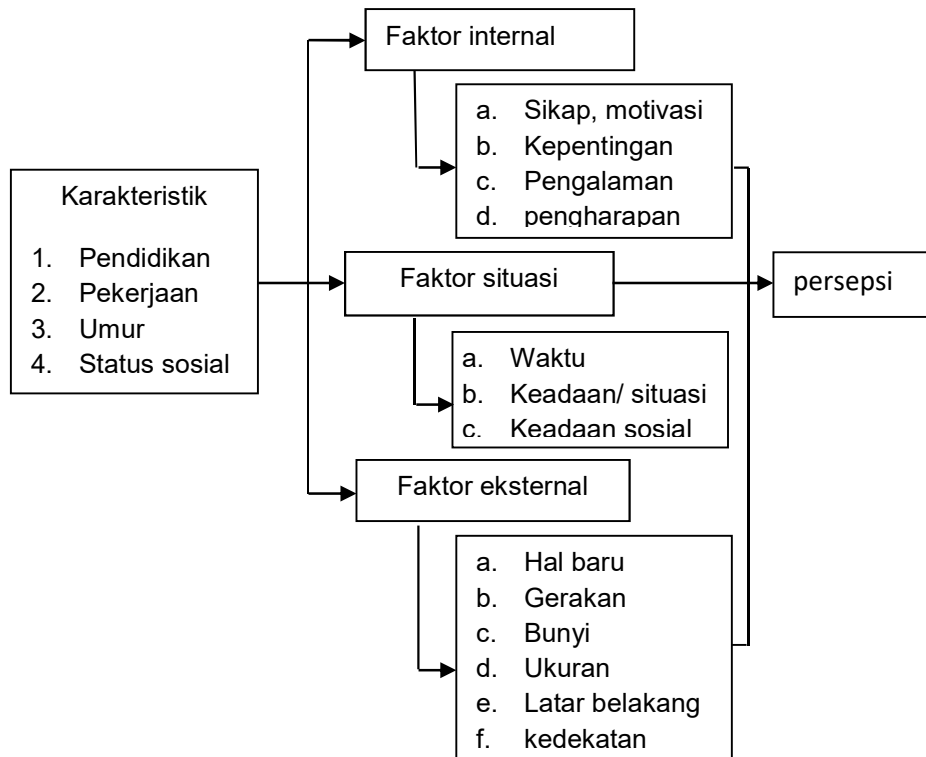 Faktor internal
a. Sikap, motivasi
b. Kepentingan
c. Pengalaman
d. pengharapan
Karakteristik
1. Pendidikan
2. Pekerjaan
3. Umur
4. Status sosial
Faktor situasi
persepsi
a. Waktu
b. Keadaan/ situasi
c. Keadaan sosial
Faktor eksternal
a. Hal baru
b. Gerakan
c. Bunyi
d. Ukuran
e. Latar belakang
f. kedekatan